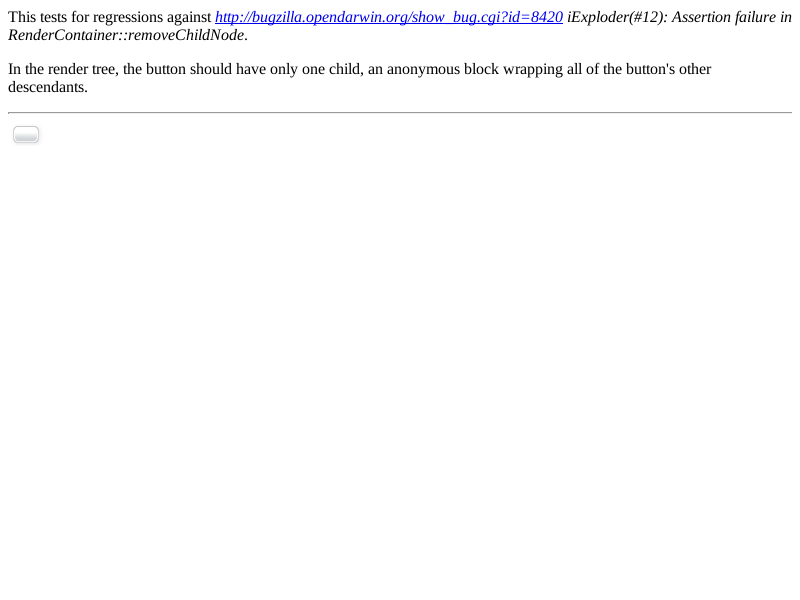 This tests for regressions against http://bugzilla.opendarwin.org/show_bug.cgi?id=8420 iExploder(#12): Assertion failure in
RenderContainer::removeChildNode.
In the render tree, the button should have only one child, an anonymous block wrapping all of the button's other
descendants.